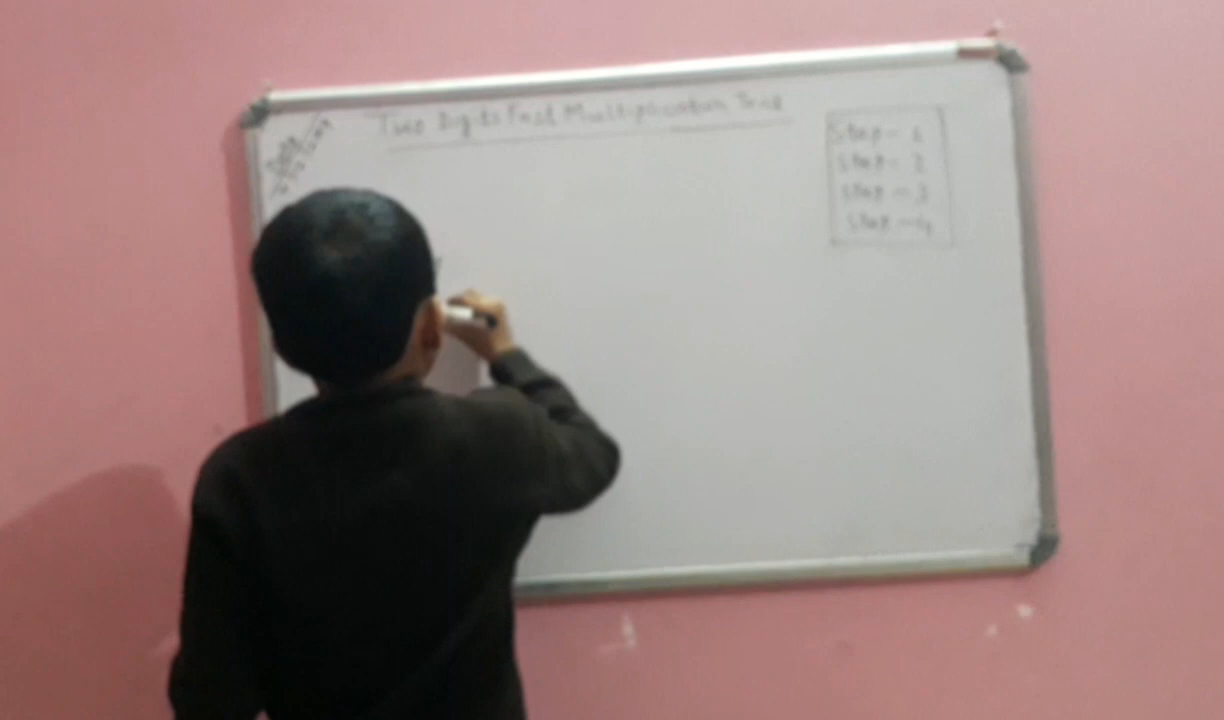 Two Digits Fast Multiplication Trick
Step - 1
Step - 2
Step - 3
Step - 4